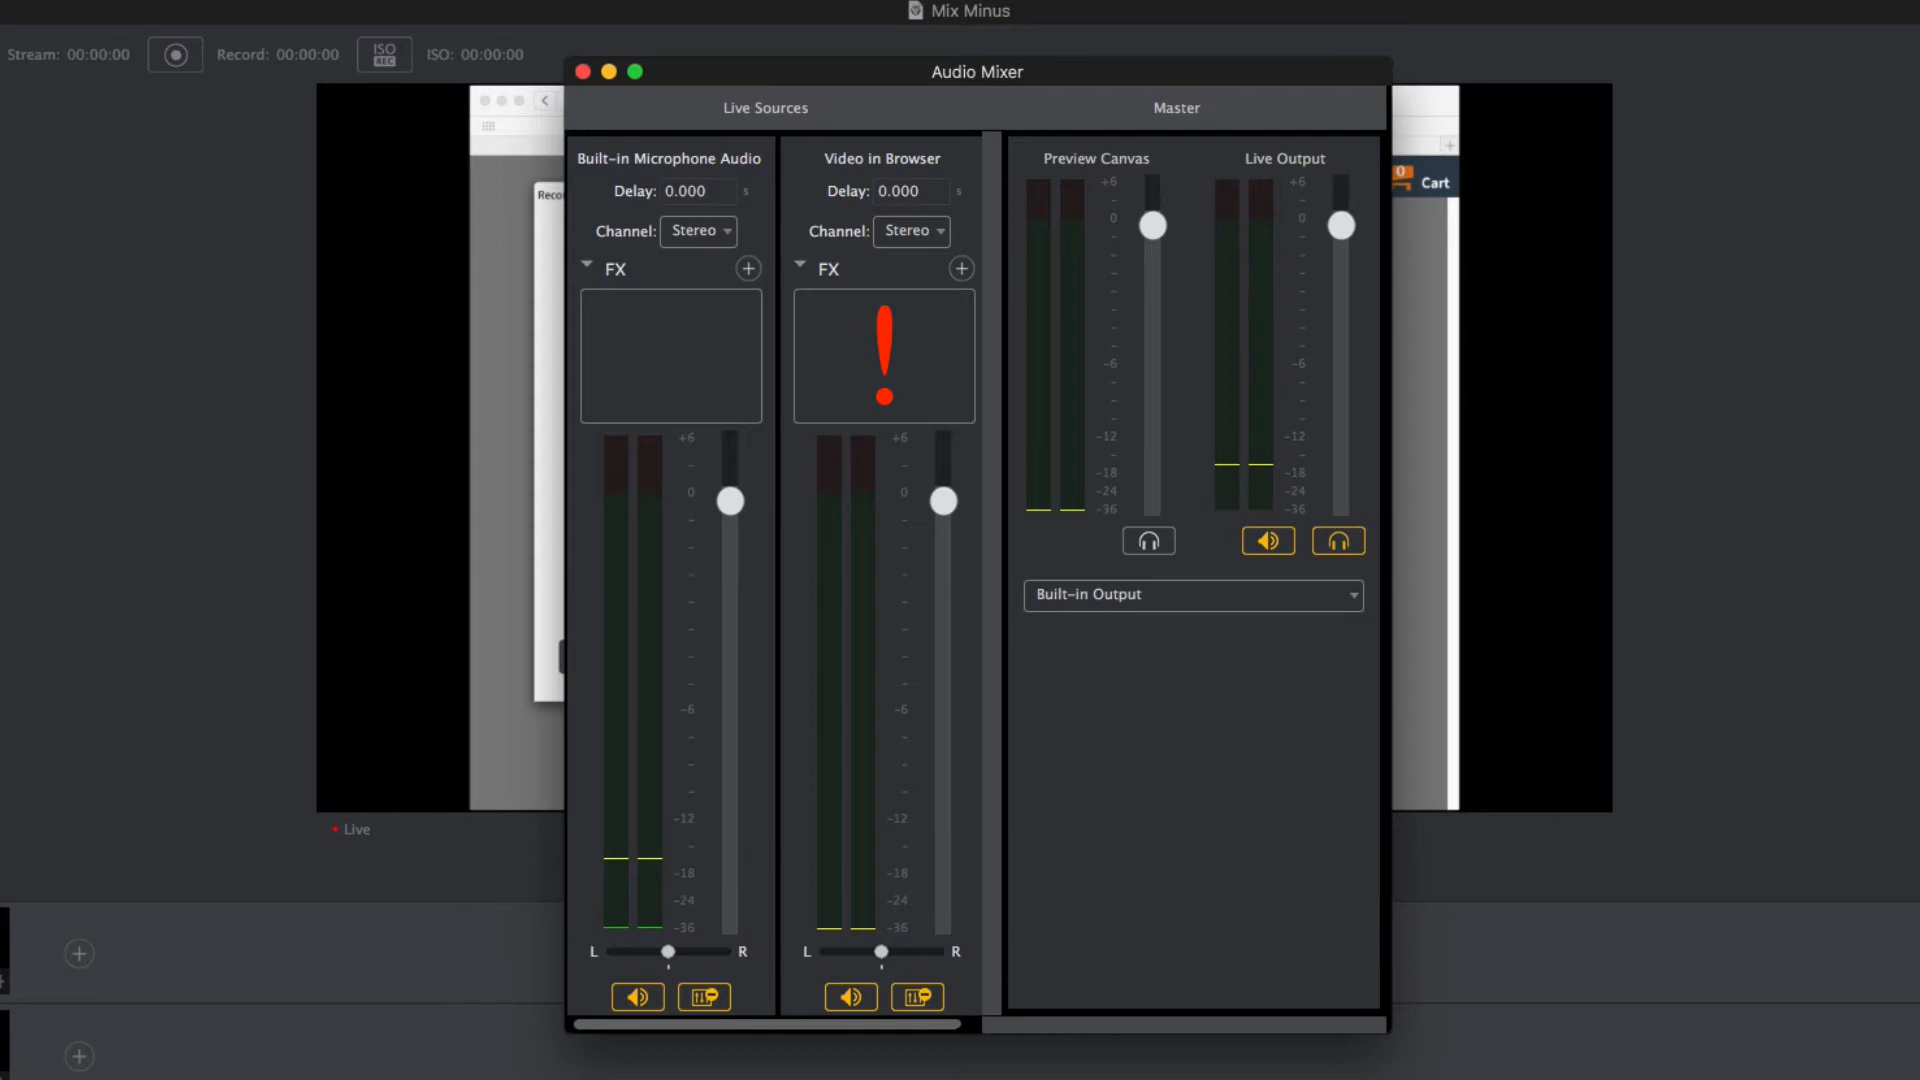 Mix Minus
Stream: 00:00:00
Record: 00:00:00
ISO
REC
ISO: 00:00:00
Audio Mixer
Live Sources
Master
Built-in Microphone Audio
Video in Browser
Preview Canvas
Live Output
Delay: 0.000 s
Delay: 0.000 s
Channel: Stereo
Channel: Stereo
FX
FX
+6
0
-6
-12
-18
-24
-36
+6
0
-6
-12
-18
-24
-36
+6
0
-6
-12
-18
-24
-36
+6
0
-6
-12
-18
-24
-36
L
R
L
R
Built-in Output
Reco
0
Cart
Live